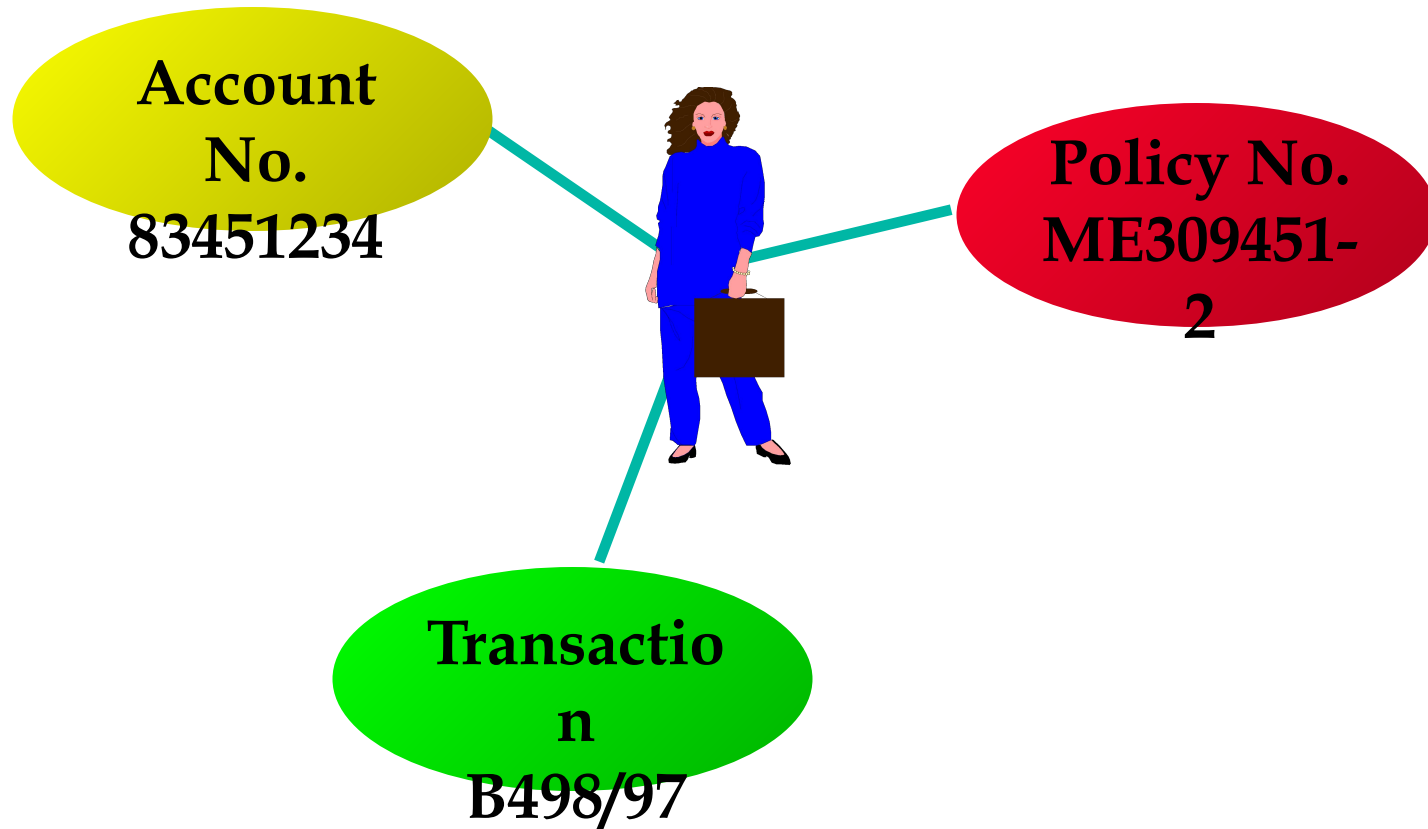 Account
No.
83451234
Policy No.
ME309451-
2
Transactio
n
B498/97